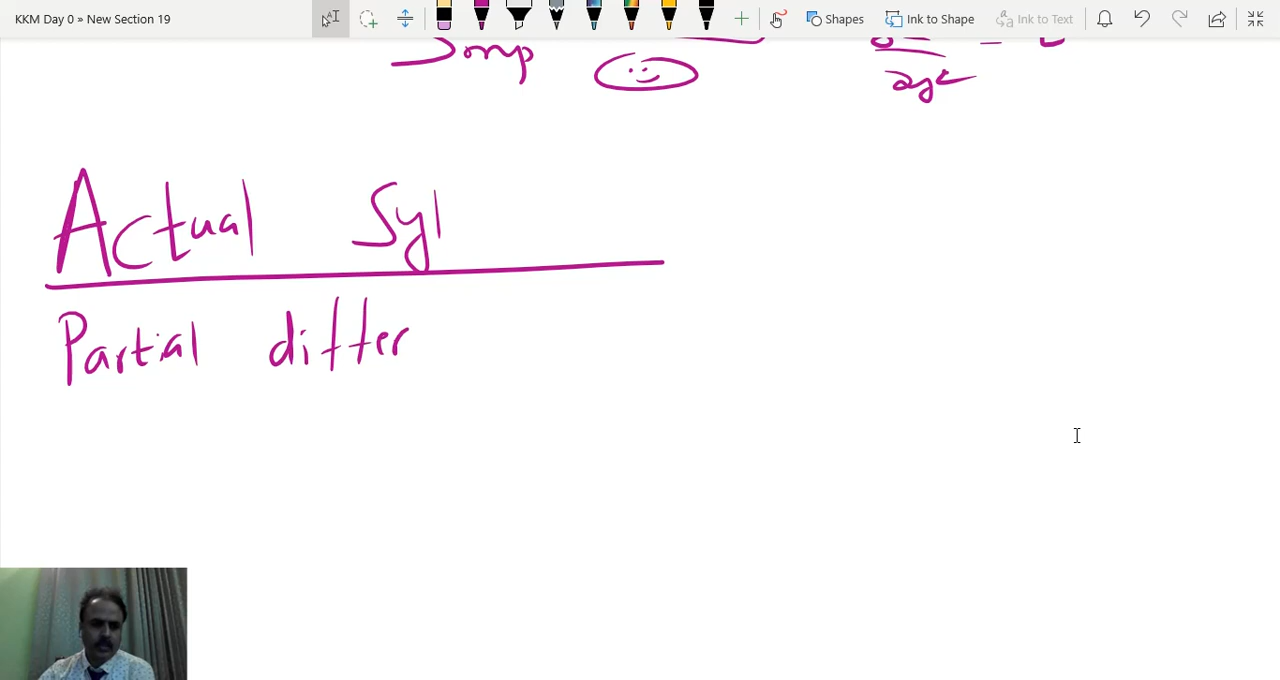 KKM Day 0 » New Section 19
Shapes
Ink to Shape
Ink to Text
Actual Syl
Partial differ